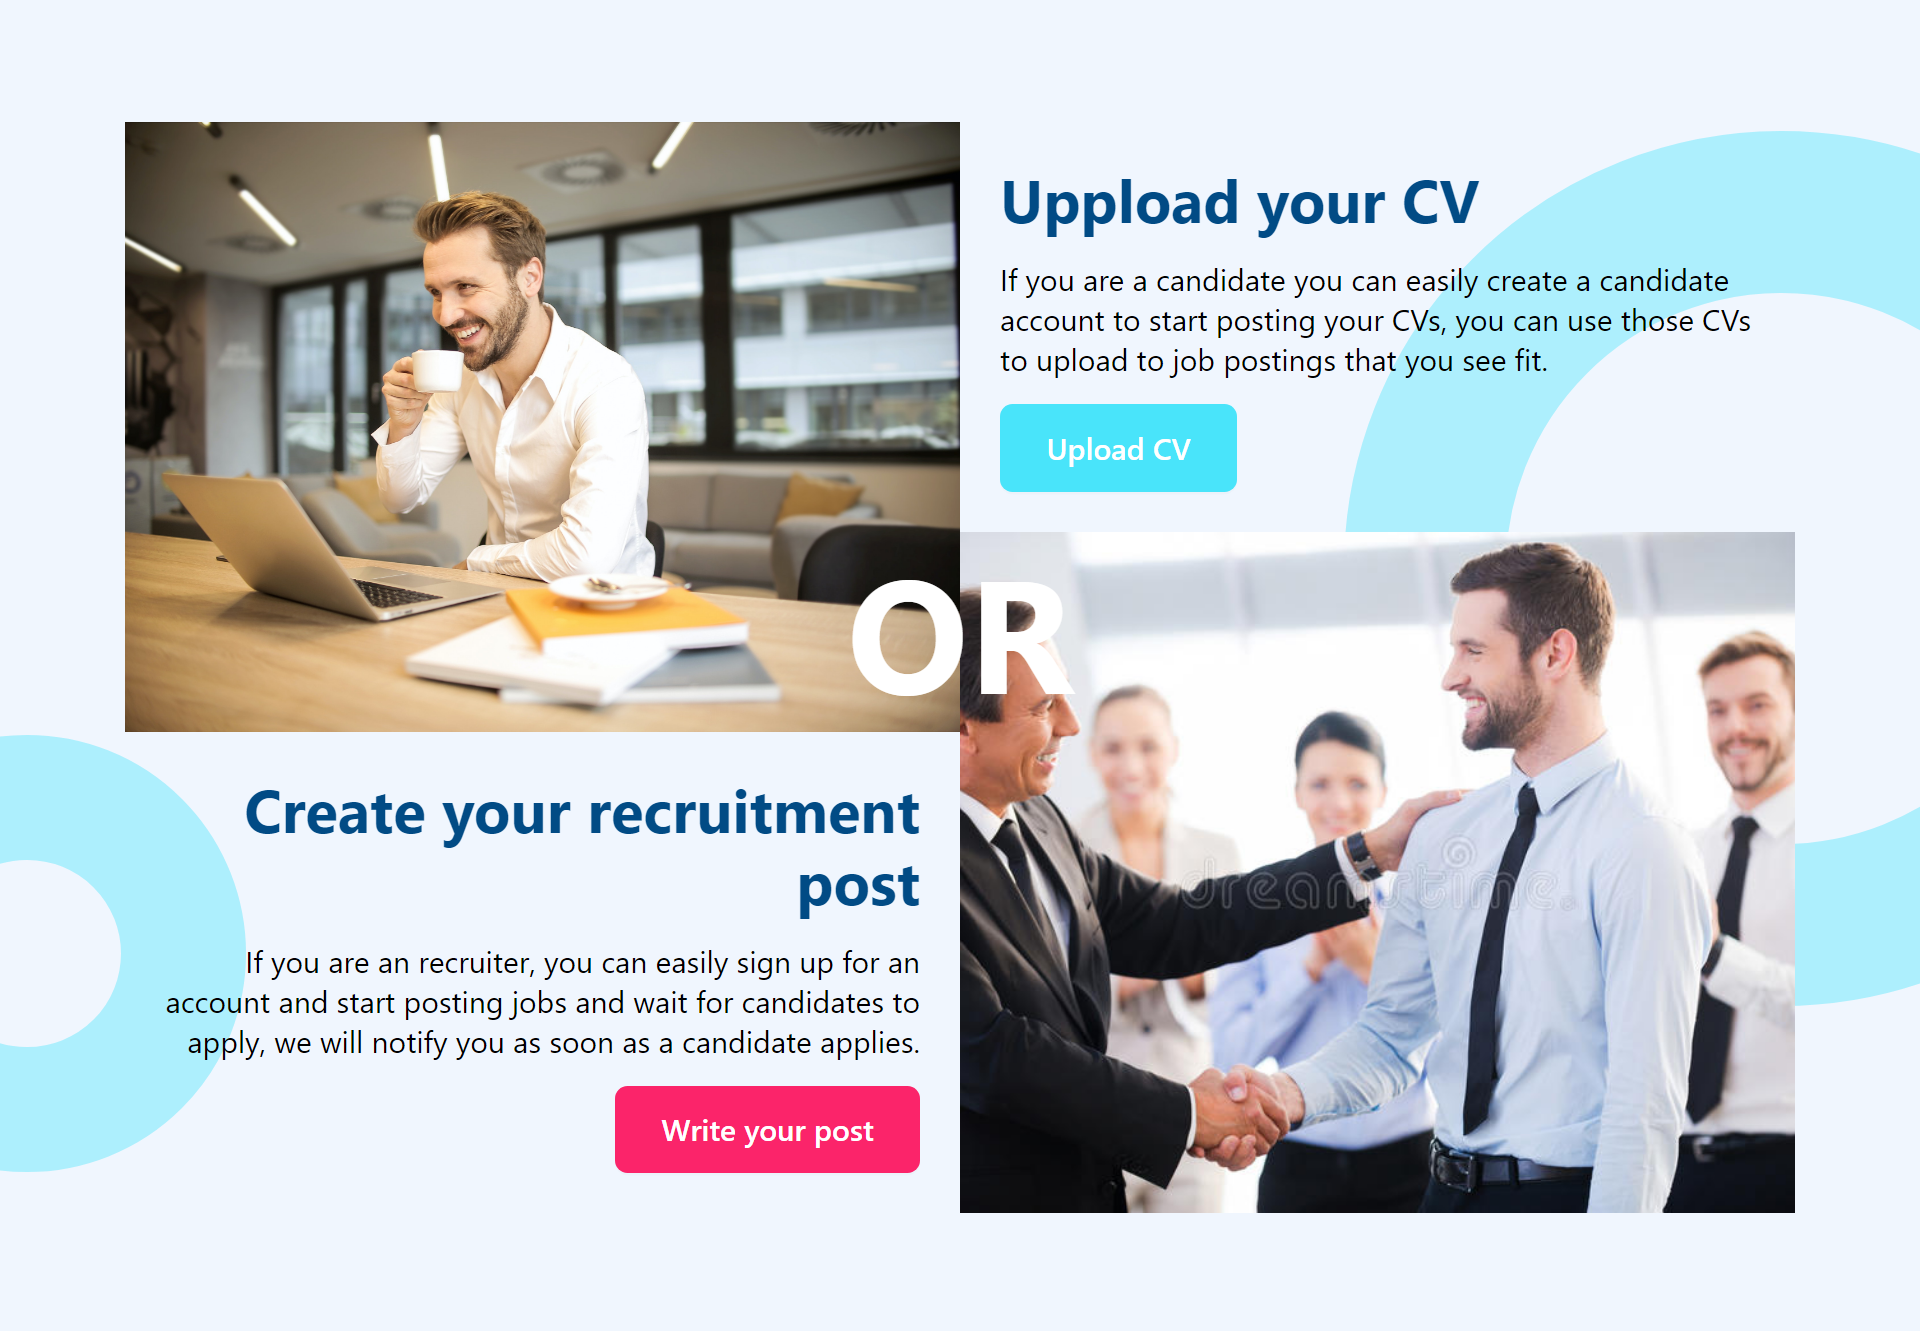 Uppload your CV
If you are a candidate you can easily create a candidate
account to start posting your CVs, you can use those CVs
to upload to job postings that you see fit.
Upload CV
OR
Create your recruitment
post
If you are an recruiter, you can easily sign up for an
account and start posting jobs and wait for candidates to
apply, we will notify you as soon as a candidate applies.
Write your post
dreamstime.